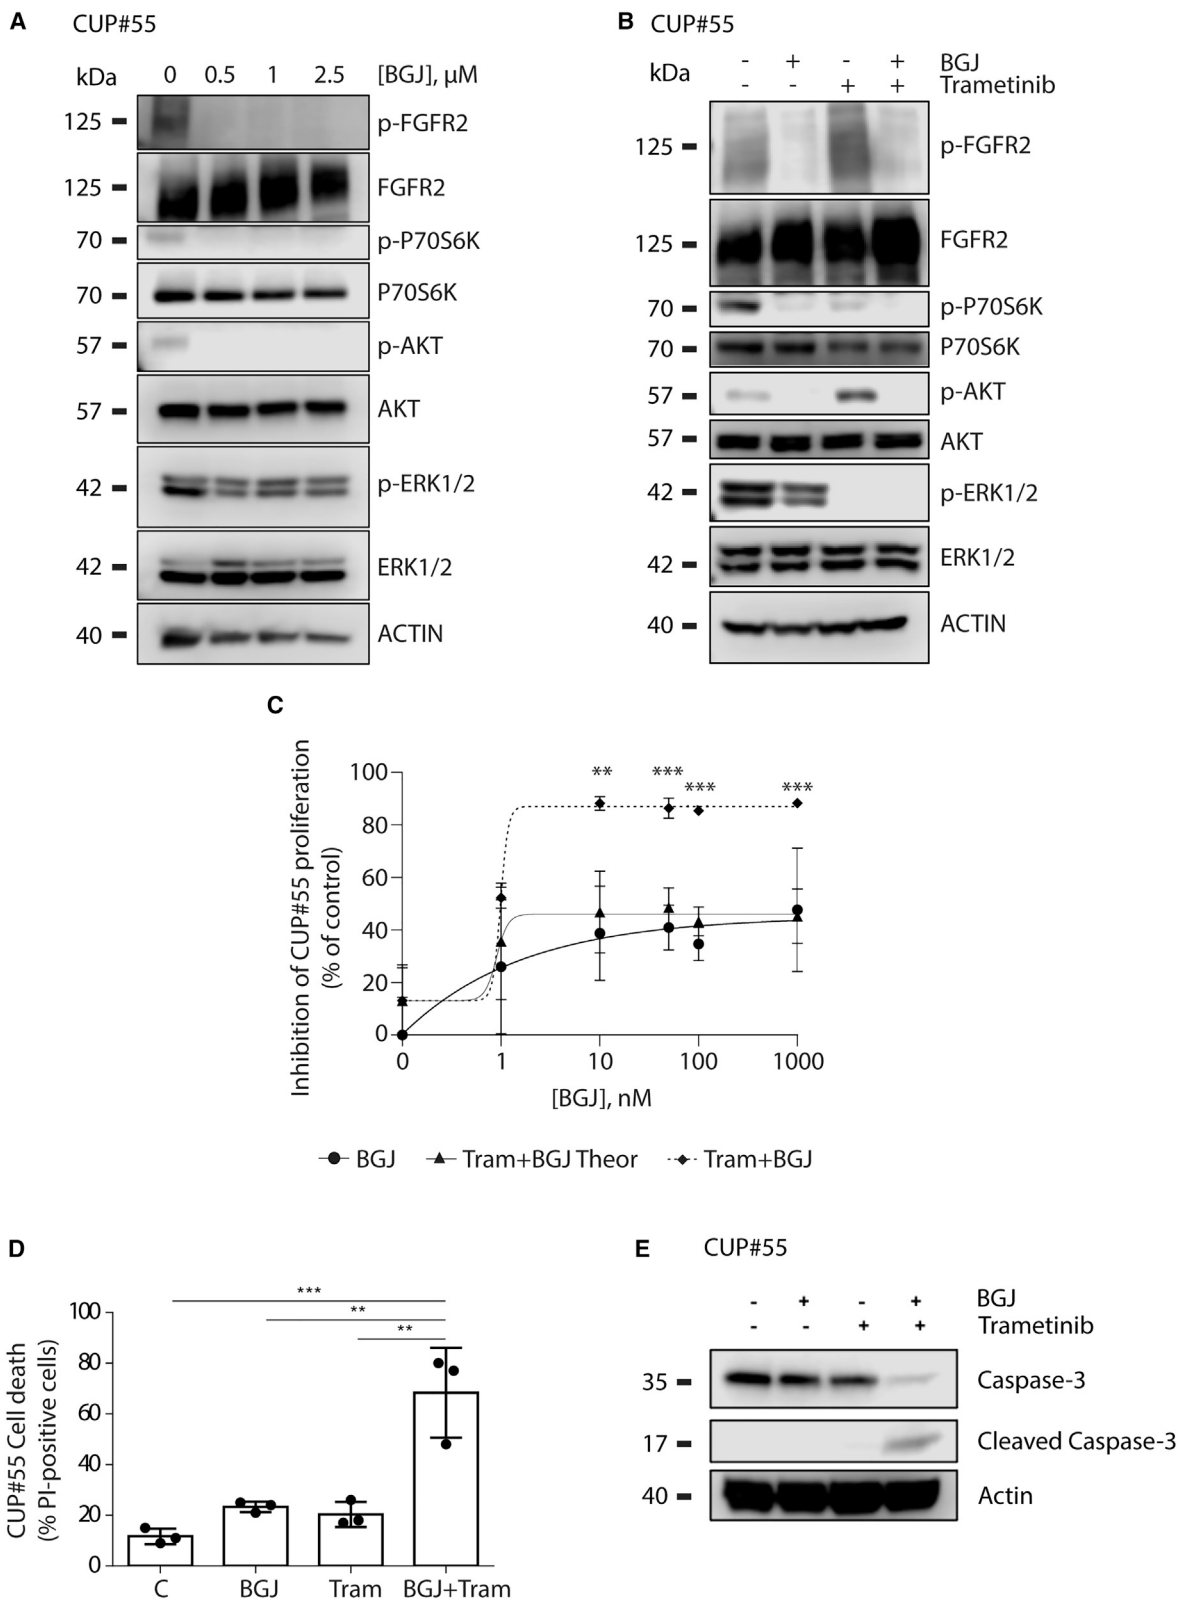 A CUP#55
kDa 0 0.5 1 2.5 [BGJ], µM
125 p-FGFR2
125 FGFR2
70 p-P70S6K
70 P70S6K
57 p-AKT
57 AKT
42 p-ERK1/2
42 ERK1/2
40 ACTIN
B CUP#55
- + - + BGJ
kDa
- - + + Trametinib
125 p-FGFR2
125 FGFR2
70 p-P70S6K
70 P70S6K
57 p-AKT
57 AKT
42 p-ERK1/2
42 ERK1/2
40 ACTIN
C
Inhibition of CUP#55 proliferation
(% of control)
100
80
60
40
20
0
** *** *** ***
0 1 10 100 1000
[BGJ], nM
BGJ Tram+BGJ Theor Tram+BGJ
D
CUP#55 Cell death
(% PI-positive cells)
***
**
**
100
80
60
40
20
0
C BGJ Tram BGJ+Tram
E CUP#55
- + - + BGJ
- - + + Trametinib
35 Caspase-3
17 Cleaved Caspase-3
40 Actin